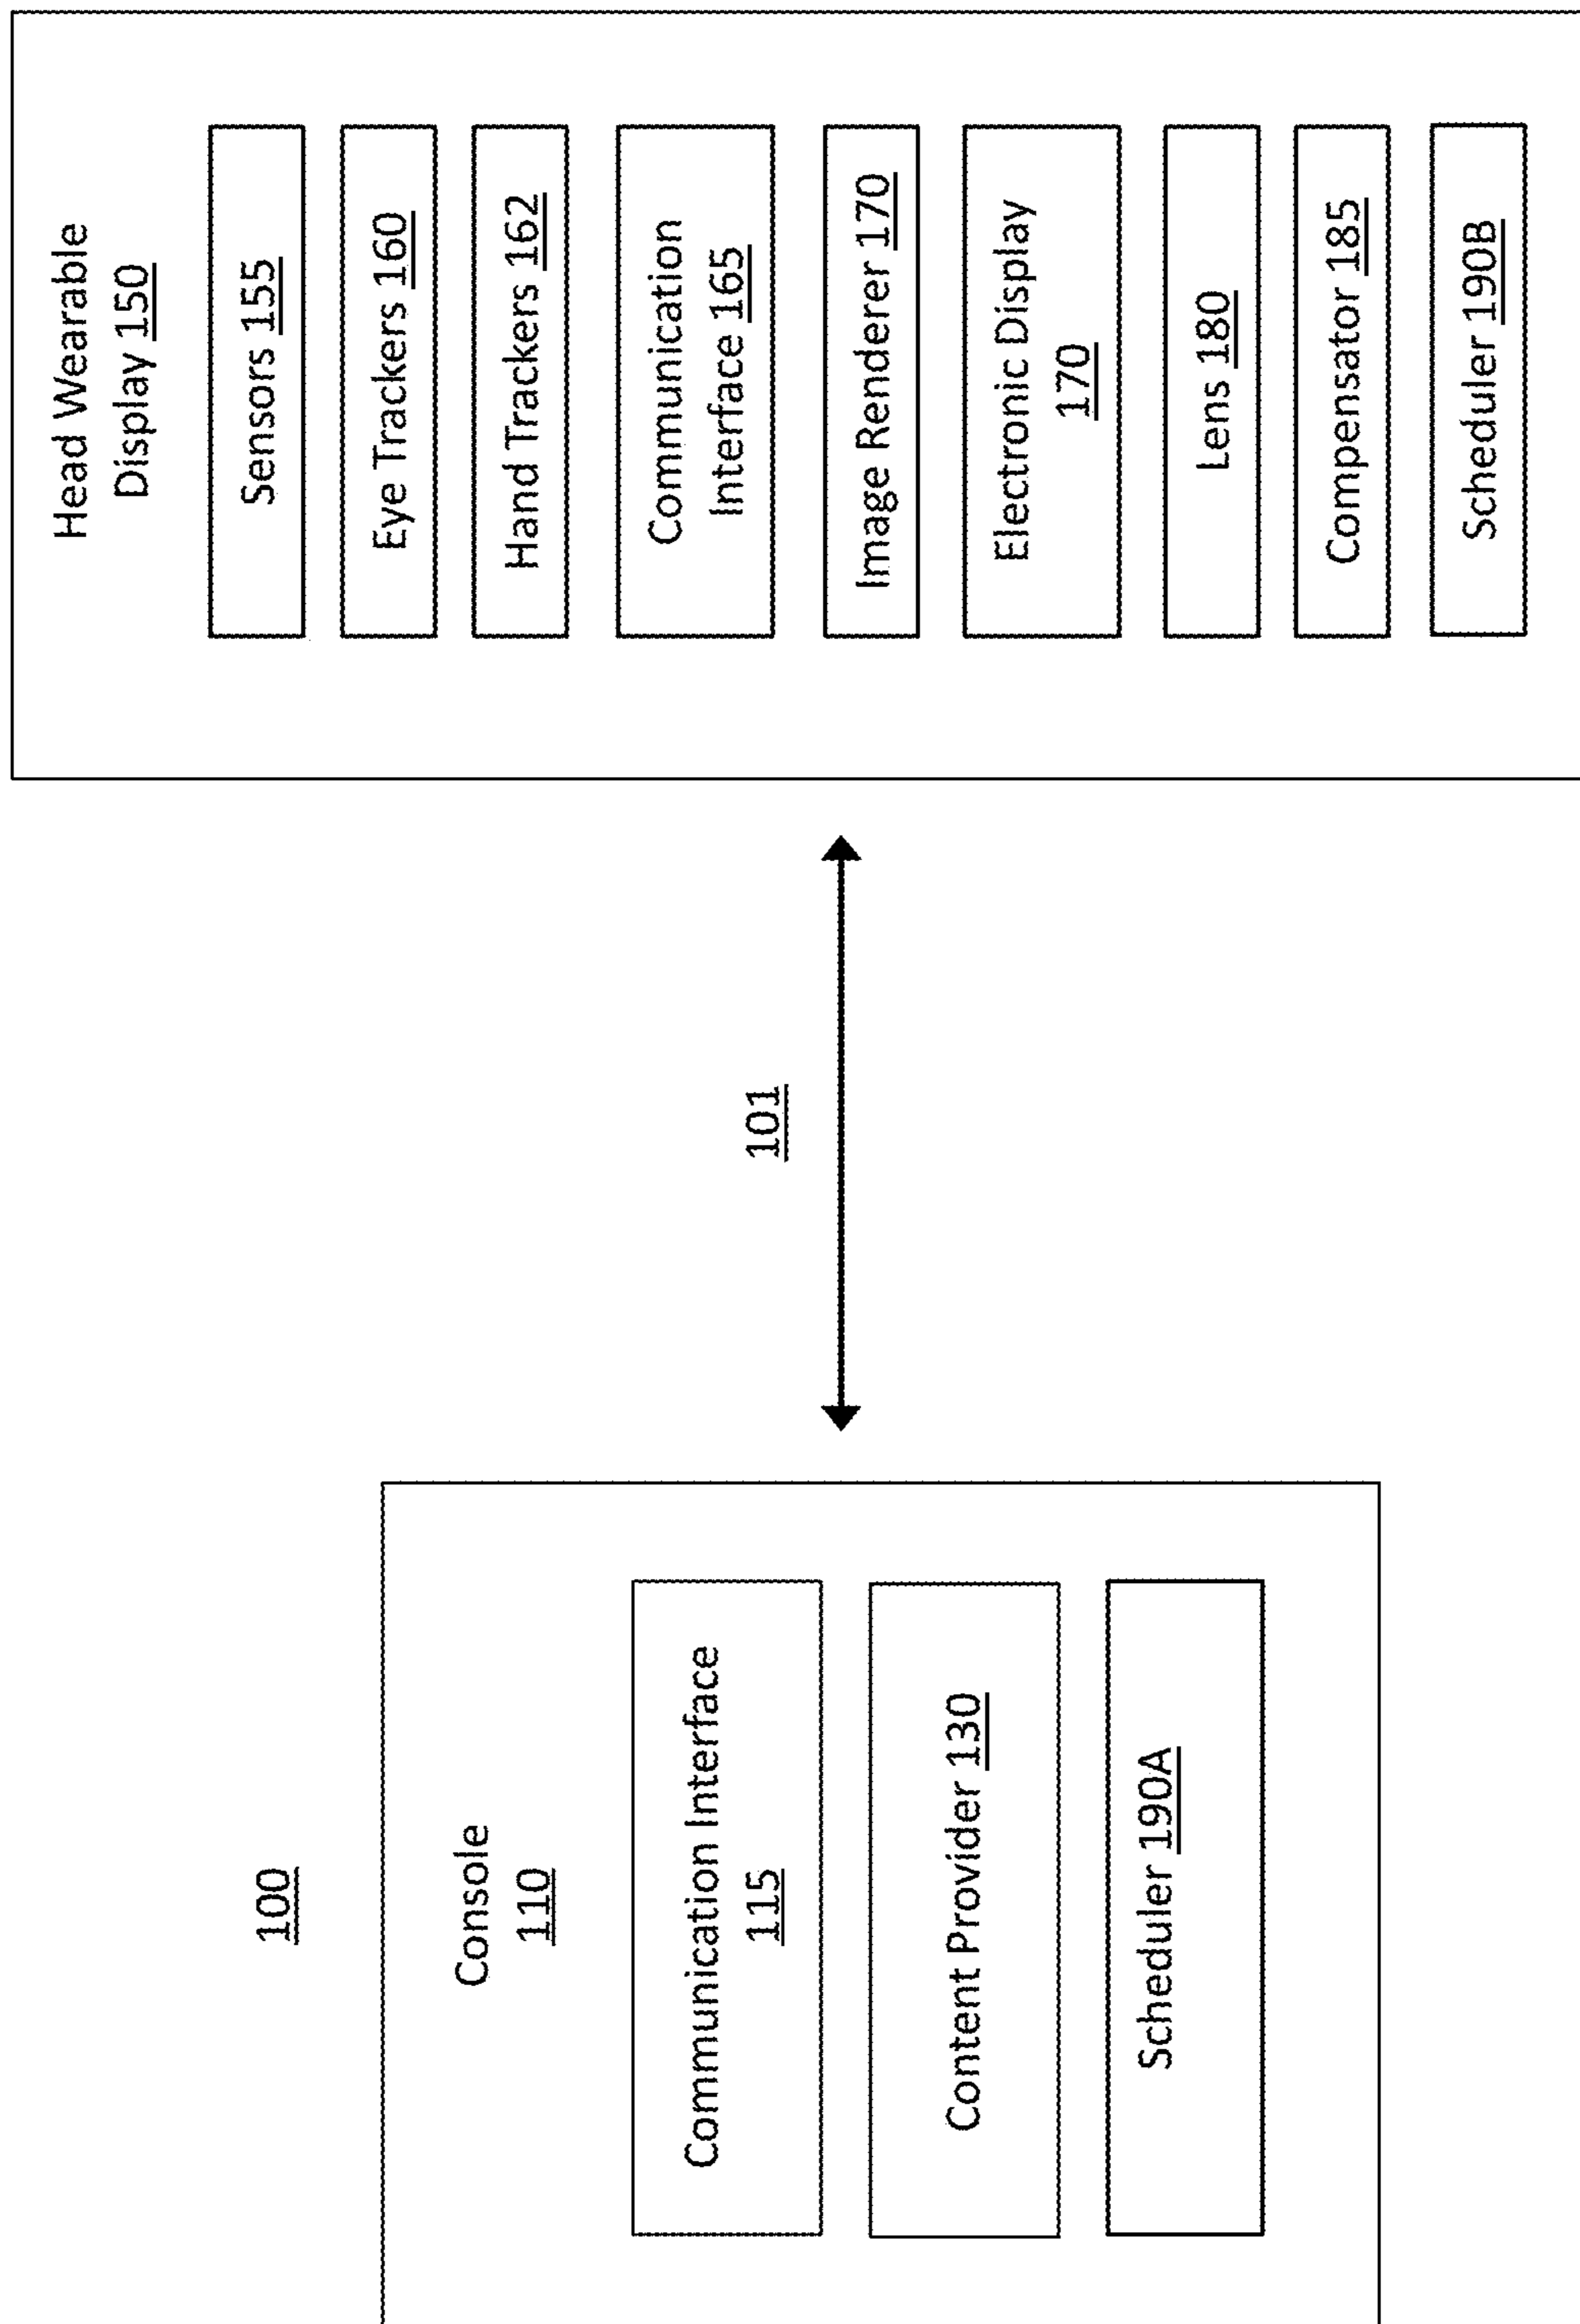 100
Console
110
Communication Interface
115
Content Provider 130
Scheduler 190A
101
Head Wearable
Display 150
Sensors 155
Eye Trackers 160
Hand Trackers 162
Communication
Interface 165
Image Renderer 170
Electronic Display
170
Lens 180
Compensator 185
Scheduler 190B